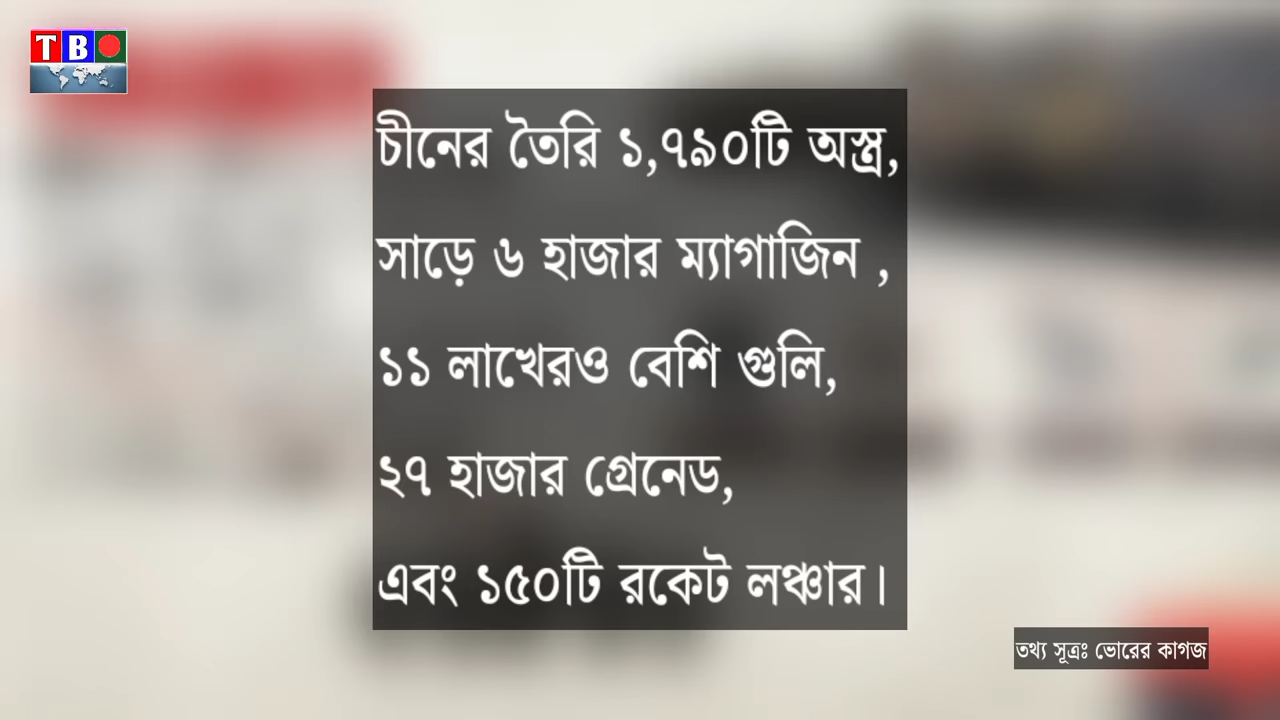 TB
চীনের তৈরি ১,৭৯০টি অস্ত্র,
সাড়ে ৬ হাজার ম্যাগাজিন ,
১১ লাখেরও বেশি গুলি,
২৭ হাজার গ্রেনেড,
এবং ১৫০টি রকেট লঞ্চার।
তথ্য সূত্রঃ ভোরের কাগজ